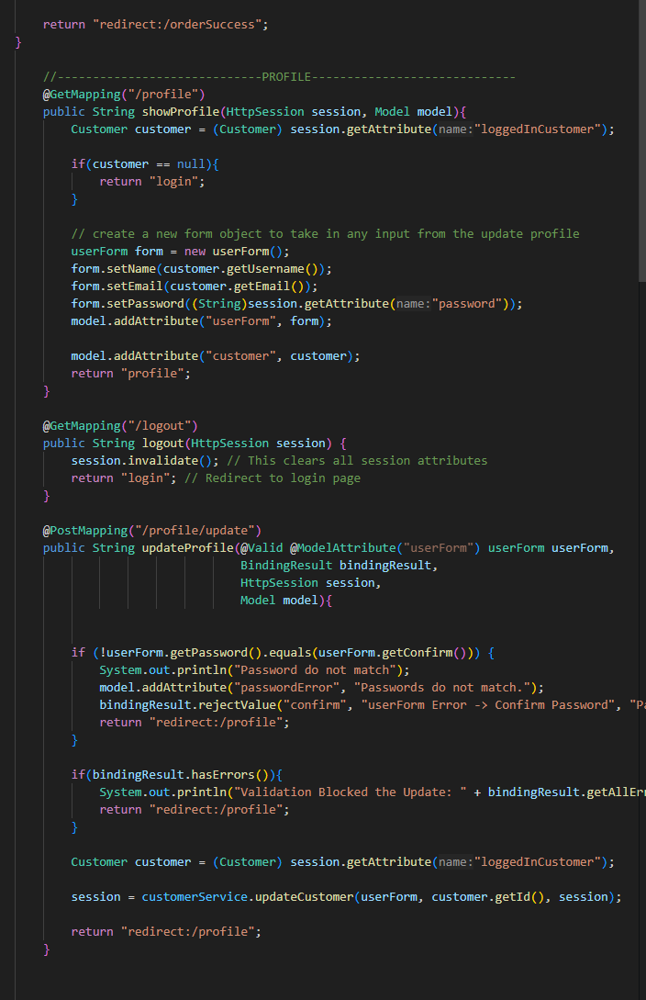 return "redirect:/orderSuccess";
}
//-----------------------------PROFILE-----------------------------
@GetMapping("/profile")
public String showProfile(HttpSession session, Model model){
Customer customer = (Customer) session.getAttribute(name:"loggedInCustomer");
if(customer == null){
return "login";
}
// create a new form object to take in any input from the update profile
userForm form = new userForm();
form.setName(customer.getUsername());
form.setEmail(customer.getEmail());
form.setPassword((String)session.getAttribute(name:"password"));
model.addAttribute("userForm", form);
model.addAttribute("customer", customer);
return "profile";
}
@GetMapping("/logout")
public String logout(HttpSession session) {
session.invalidate(); // This clears all session attributes
return "login"; // Redirect to login page
}
@PostMapping("/profile/update")
public String updateProfile(@Valid @ModelAttribute("userForm") userForm userForm,
BindingResult bindingResult,
HttpSession session,
Model model){
if (!userForm.getPassword().equals(userForm.getConfirm())) {
System.out.println("Password do not match");
model.addAttribute("passwordError", "Passwords do not match.");
bindingResult.rejectValue("confirm", "userForm Error -> Confirm Password", "Pa
return "redirect:/profile";
}
if(bindingResult.hasErrors()){
System.out.println("Validation Blocked the Update: " + bindingResult.getAllErr
return "redirect:/profile";
}
Customer customer = (Customer) session.getAttribute(name:"loggedInCustomer");
session = customerService.updateCustomer(userForm, customer.getId(), session);
return "redirect:/profile";
}